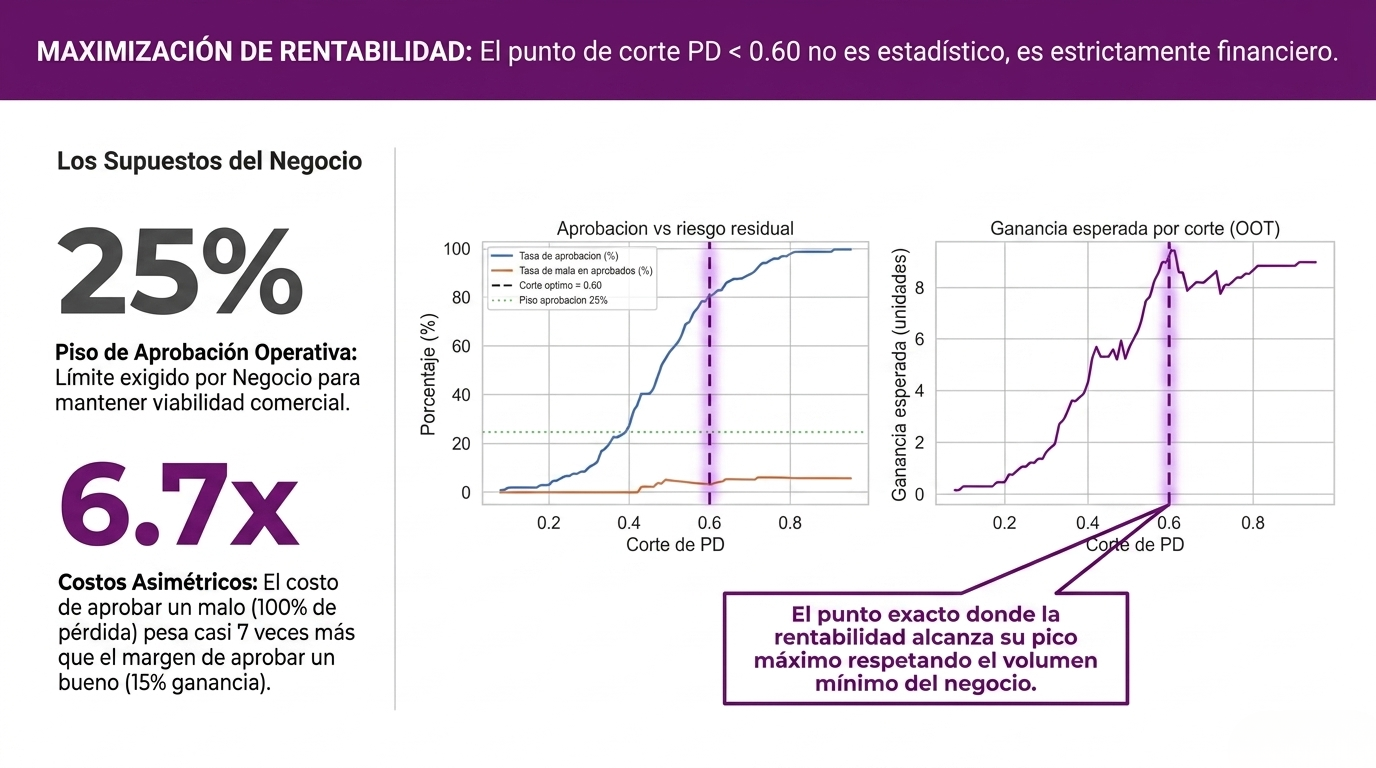 MAXIMIZACIÓN DE RENTABILIDAD: El punto de corte PD < 0.60 no es estadístico, es estrictamente financiero.
Los Supuestos del Negocio
25%
Piso de Aprobación Operativa:
Límite exigido por Negocio para
mantener viabilidad comercial.
6.7x
Costos Asimétricos: El costo
de aprobar un malo (100% de
pérdida) pesa casi 7 veces más
que el margen de aprobar un
bueno (15% ganancia).
Aprobacion vs riesgo residual
Tasa de aprobacion (%)
Tasa de mala en aprobados (%)
Corte optimo = 0.60
Piso aprobacion 25%
Porcentaje (%)
100
80
60
40
20
0
0.2 0.4 0.6 0.8
Corte de PD
Ganancia esperada por corte (OOT)
Ganancia esperada (unidades)
8
6
4
2
0
0.2 0.4 0.6 0.8
Corte de PD
El punto exacto donde la
rentabilidad alcanza su pico
máximo respetando el volumen
mínimo del negocio.